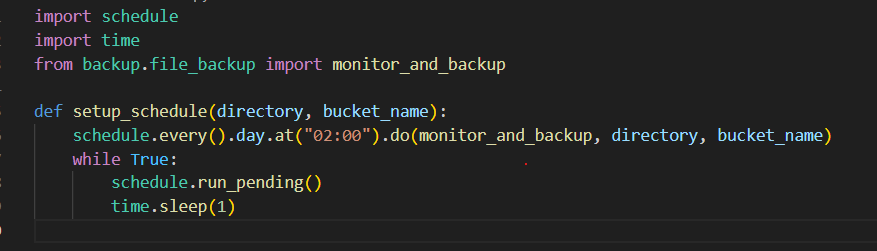 import schedule
import time
from backup.file_backup import monitor_and_backup
def setup_schedule(directory, bucket_name):
schedule.every().day.at("02:00").do(monitor_and_backup, directory, bucket_name)
while True:
schedule.run_pending()
time.sleep(1)